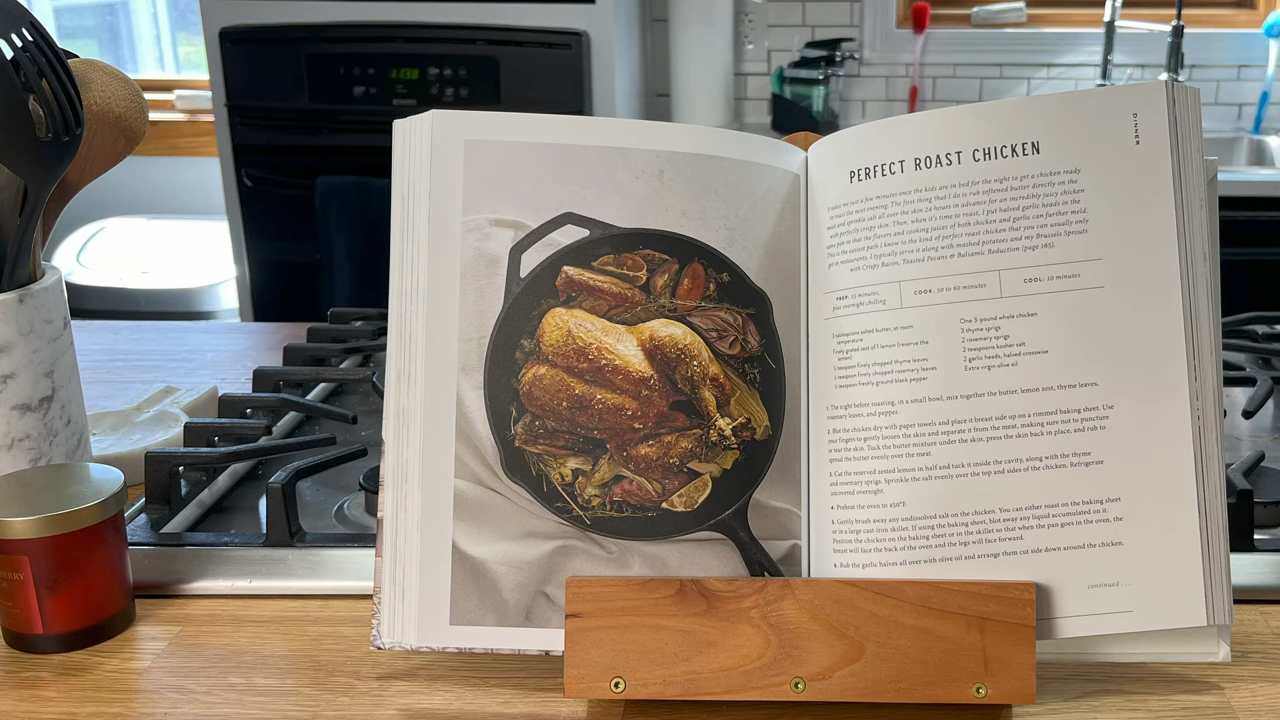 11:38
DINNER
PERFECT ROAST CHICKEN
It takes me just a few minutes once the kids are in bed for the night to get a chicken ready
to roast the next evening. The first thing that I do is rub softened butter directly on the
meat and sprinkle salt all over the skin 24 hours in advance for an incredibly juicy chicken
with perfectly crispy skin. Then, when it's time to roast, I put halved garlic heads in the
same pan so that the flavors and cooking juices of both chicken and garlic can further meld.
This is the easiest path I know to the kind of perfect roast chicken that you can usually only
get in restaurants. I typically serve it along with mashed potatoes and my Brussels Sprouts
with Crispy Bacon, Toasted Pecans & Balsamic Reduction (page 165).
PREP: 15 minutes,
plus overnight chilling
COOK: 50 to 60 minutes
COOL: 10 minutes
3 tablespoons salted butter, at room
temperature
Finely grated zest of 1 lemon (reserve the
lemon)
teaspoon finely chopped thyme leaves
teaspoon finely chopped rosemary leaves
teaspoon freshly ground black pepper
One 3-pound whole chicken
3 thyme sprigs
2 rosemary sprigs
2 teaspoons kosher salt
2 garlic heads, halved crosswise
Extra virgin olive oil
1. The night before roasting, in a small bowl, mix together the butter, lemon zest, thyme leaves,
rosemary leaves, and pepper.
2. Blot the chicken dry with paper towels and place it breast side up on a rimmed baking sheet. Use
your fingers to gently loosen the skin and separate it from the meat, making sure not to puncture
or tear the skin. Tuck the butter mixture under the skin, press the skin back in place, and rub to
spread the butter evenly over the meat.
3. Cut the reserved zested lemon in half and tuck it inside the cavity, along with the thyme
and rosemary sprigs. Sprinkle the salt evenly over the top and sides of the chicken. Refrigerate
uncovered overnight.
4. Preheat the oven to 450°F.
5. Gently brush away any undissolved salt on the chicken. You can either roast on the baking sheet
or in a large cast-iron skillet. If using the baking sheet, blot away any liquid accumulated on it.
Position the chicken on the baking sheet or in the skillet so that when the pan goes in the oven, the
breast will face the back of the oven and the legs will face forward.
6. Rub the garlic halves all over with olive oil and arrange them cut side down around the chicken.
continued . . .